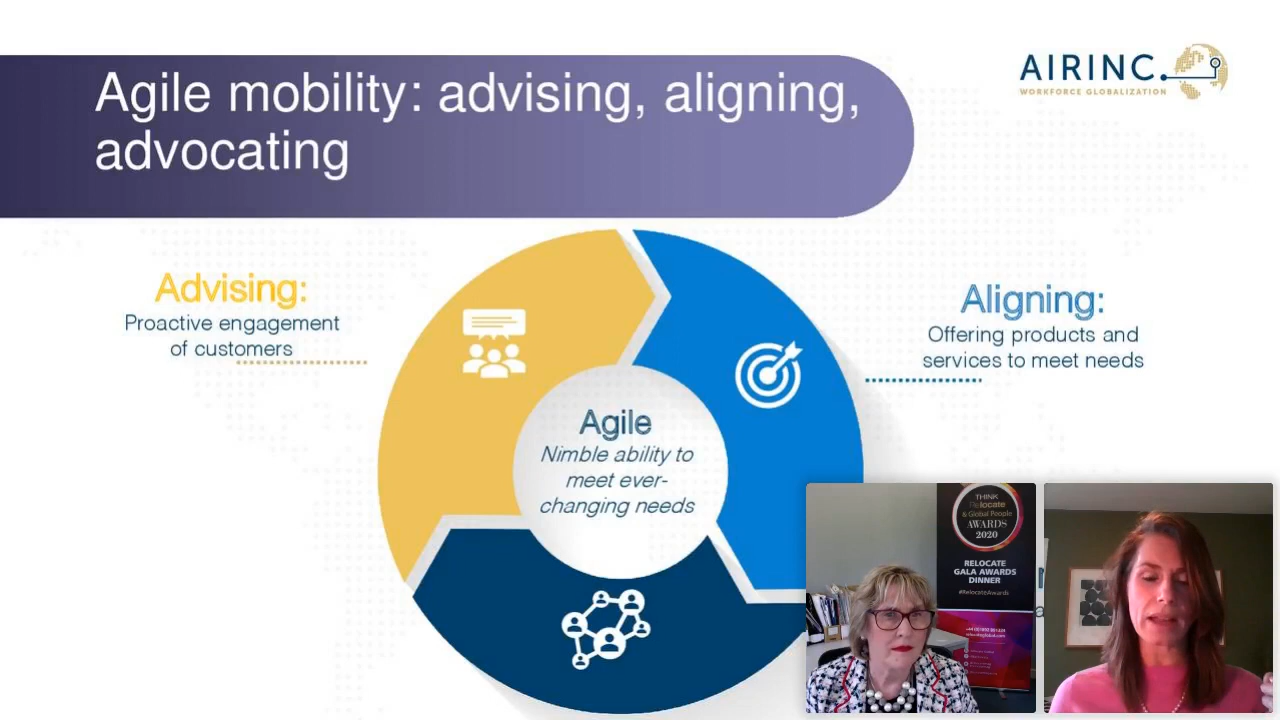 Agile mobility: advising, aligning,
advocating
AIRINC.
WORKFORCE GLOBALIZATION
Advising:
Proactive engagement
of customers
Aligning:
Offering products and
services to meet needs
Agile
Nimble ability to
meet ever-
changing needs
THINK
Relocate
& Global People
AWARDS
2020
RELOCATE
GALA AWARDS
DINNER
#RelocateAwards